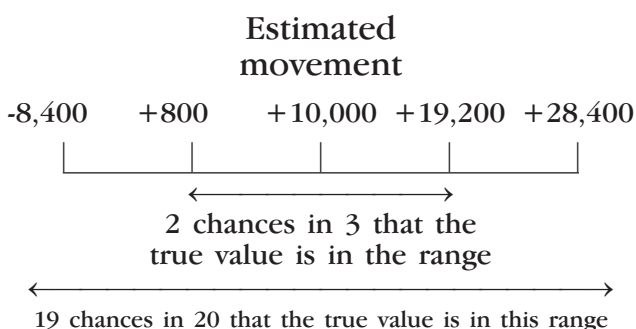 Estimated
movement
-8,400 +800 +10,000 +19,200 +28,400
2 chances in 3 that the
true value is in the range
19 chances in 20 that the true value is in this range